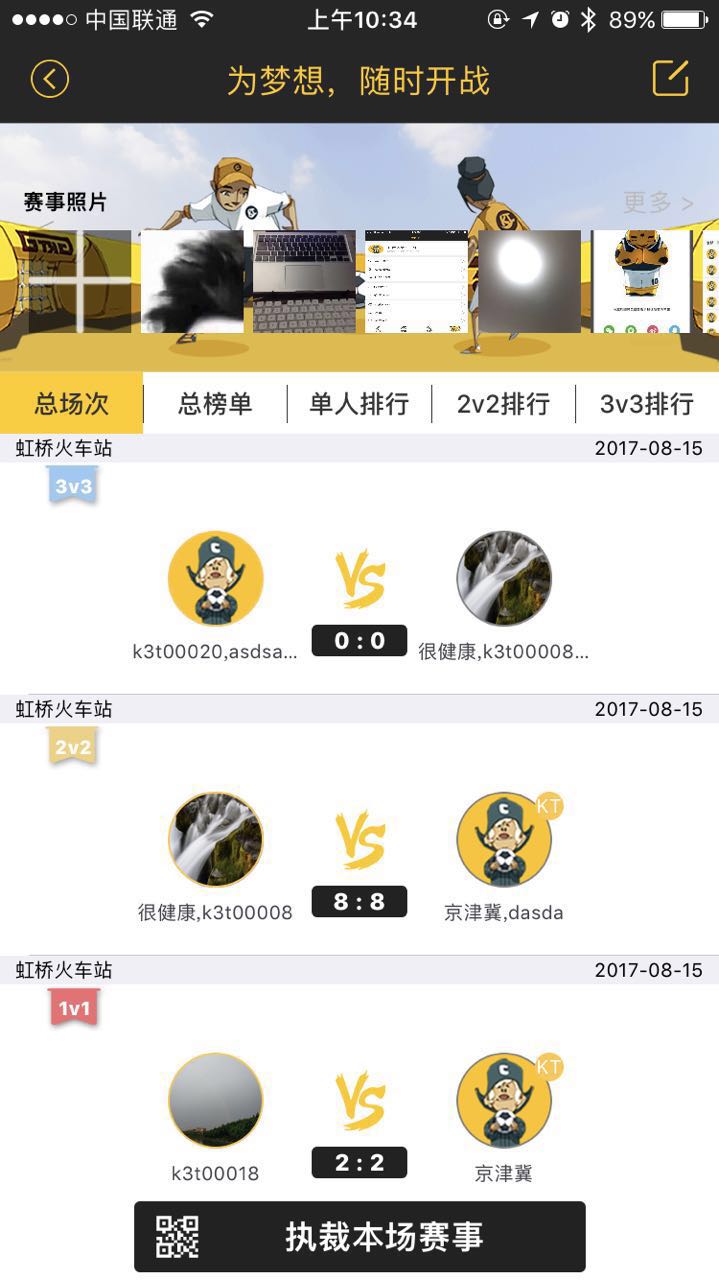 中国联通 上午10:34 89%
为梦想，随时开战
赛事照片 更多 >
总场次 总榜单 单人排行 2v2排行 3v3排行
虹桥火车站 2017-08-15
3v3
VS
0 : 0
k3t00020,asdsa... 很健康,k3t00008...
虹桥火车站 2017-08-15
2v2
KT
VS
8 : 8
很健康,k3t00008 京津冀,dasda
虹桥火车站 2017-08-15
1v1
KT
VS
2 : 2
k3t00018 京津冀
执裁本场赛事